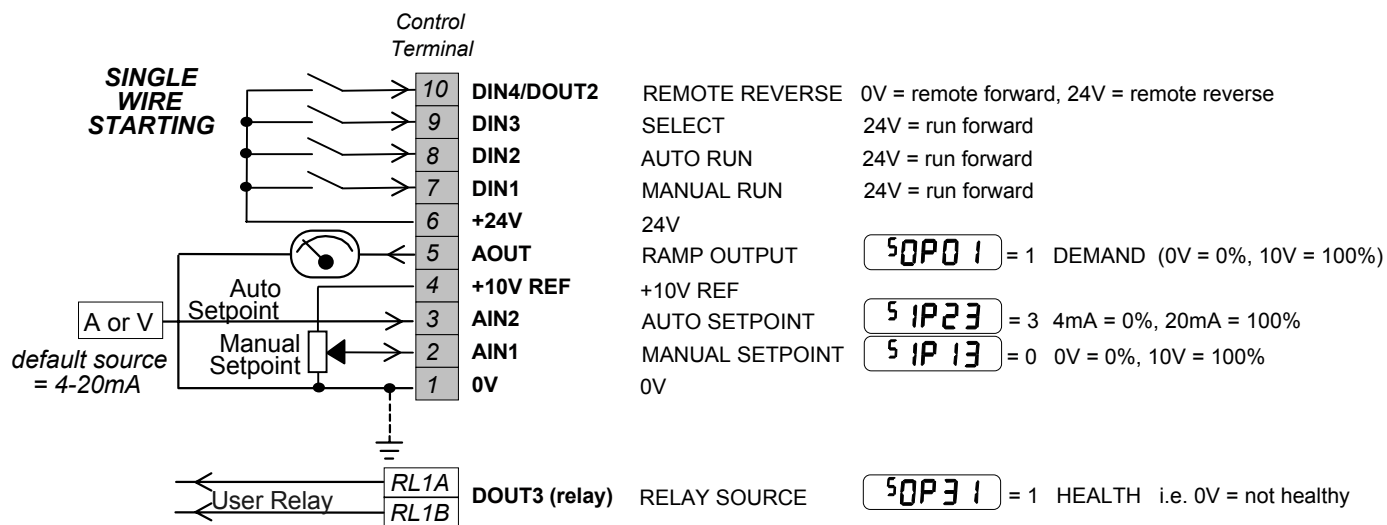 Control
Terminal
SINGLE
WIRE
STARTING
10 DIN4/DOUT2 REMOTE REVERSE 0V = remote forward, 24V = remote reverse
9 DIN3 SELECT 24V = run forward
8 DIN2 AUTO RUN 24V = run forward
7 DIN1 MANUAL RUN 24V = run forward
6 +24V 24V
5 AOUT RAMP OUTPUT SOP01 = 1 DEMAND (0V = 0%, 10V = 100%)
4 +10V REF +10V REF
Auto
Setpoint
A or V
3 AIN2 AUTO SETPOINT SIP23 = 3 4mA = 0%, 20mA = 100%
default source
= 4-20mA
Manual
Setpoint
2 AIN1 MANUAL SETPOINT SIP13 = 0 0V = 0%, 10V = 100%
1 0V 0V
User Relay
RL1A
RL1B
DOUT3 (relay) RELAY SOURCE SOP31 = 1 HEALTH i.e. 0V = not healthy